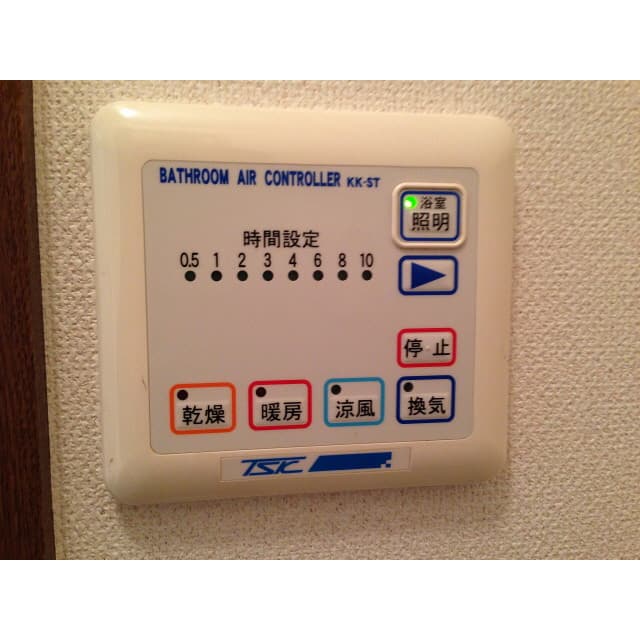 BATHROOM AIR CONTROLLER KK-ST
浴室
照明
時間設定
0.5 1 2 3 4 6 8 10
停止
乾燥 暖房 涼風 換気
TSK